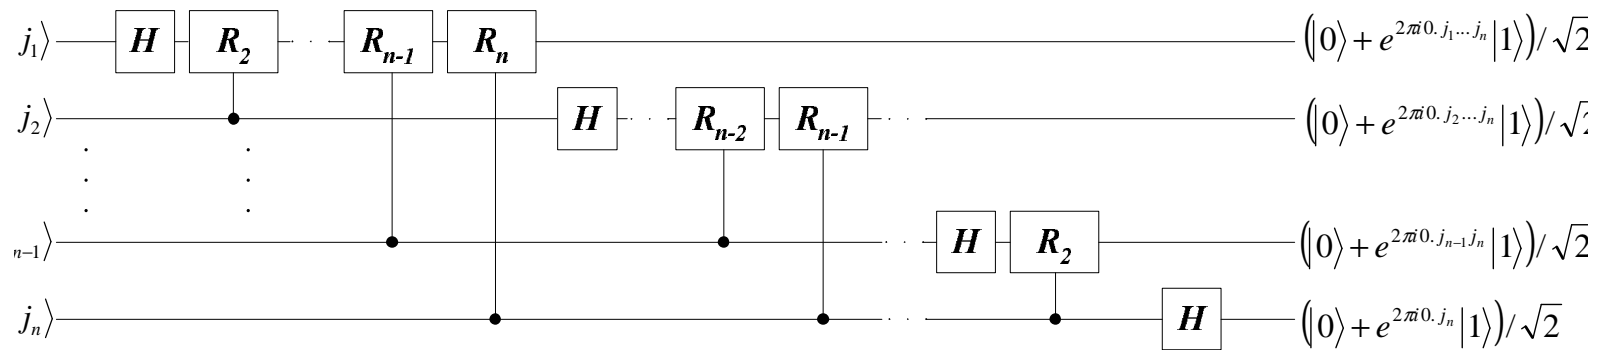 j₁⟩ H R₂ · · · Rₙ₋₁ Rₙ (|0⟩ + e^{2πi0.j₁...jₙ}|1⟩)/√2
j₂⟩ H · · · Rₙ₋₂ Rₙ₋₁ · · · (|0⟩ + e^{2πi0.j₂...jₙ}|1⟩)/√2
n−1⟩ · · · H R₂ (|0⟩ + e^{2πi0.jₙ₋₁jₙ}|1⟩)/√2
jₙ⟩ · · · H (|0⟩ + e^{2πi0.jₙ}|1⟩)/√2